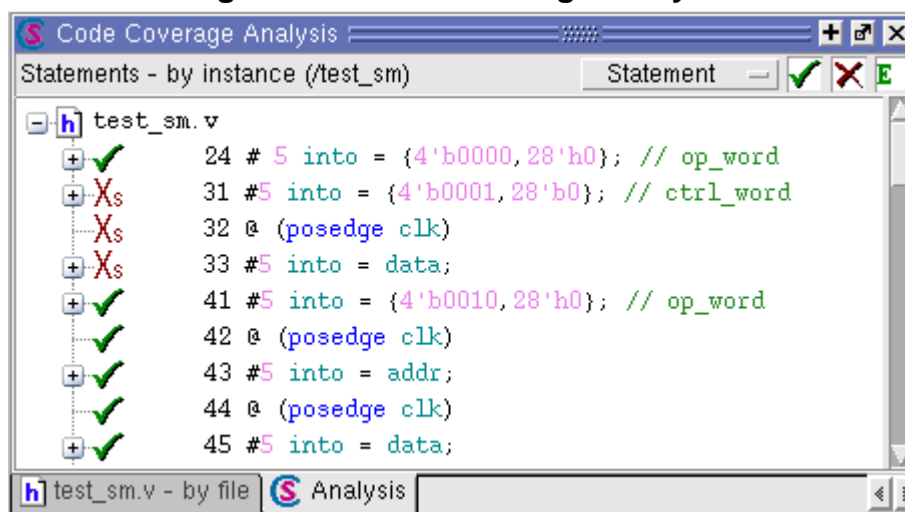 Code Coverage Analysis
Statements - by instance (/test_sm) Statement E
h test_sm.v
24 # 5 into = {4'b0000,28'h0}; // op_word
Xs 31 #5 into = {4'b0001,28'b0}; // ctrl_word
Xs 32 @ (posedge clk)
Xs 33 #5 into = data;
41 #5 into = {4'b0010,28'h0}; // op_word
42 @ (posedge clk)
43 #5 into = addr;
44 @ (posedge clk)
45 #5 into = data;
h test_sm.v - by file Analysis